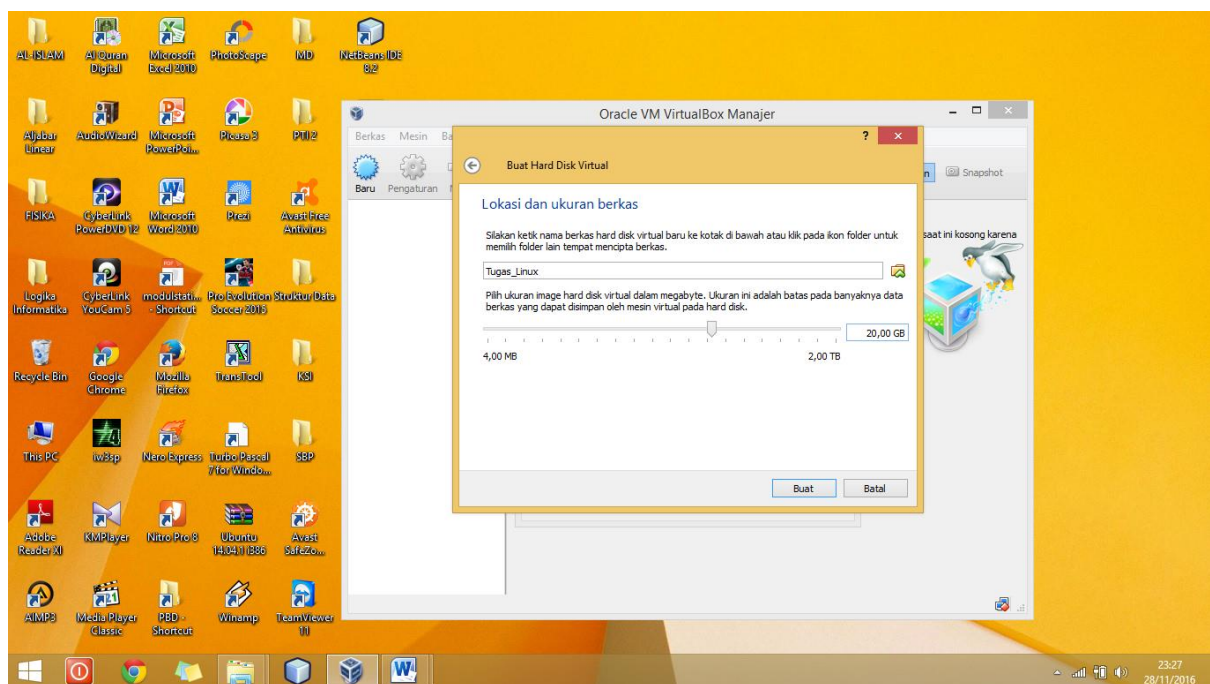 AL-ISLAM
Al Quran
Digital
Microsoft
Excel 2010
PhotoScape
MD
NetBeans IDE
8.2
Aljabar
Linear
AudioWizard
Microsoft
PowerPoi...
Picasa 3
PTI 2
FISIKA
CyberLink
PowerDVD 12
Microsoft
Word 2010
Prezi
Avast Free
Antivirus
Logika
Informatika
CyberLink
YouCam 5
modulstati...
- Shortcut
Pro Evolution
Soccer 2016
Struktur Data
Recycle Bin
Google
Chrome
Mozilla
Firefox
TransTool
KSI
This PC
iw3sp
Nero Express
Turbo Pascal
7 for Windo...
SBP
Adobe
Reader XI
KMPlayer
Nitro Pro 8
Ubuntu
14.04.1 i386
Avast
SafeZo...
AIMP3
Media Player
Classic
PBD -
Shortcut
Winamp
TeamViewer
11
Oracle VM VirtualBox Manajer
Berkas Mesin Ba
Baru Pengaturan
n Snapshot
saat ini kosong karena
? ×
Buat Hard Disk Virtual
Lokasi dan ukuran berkas
Silakan ketik nama berkas hard disk virtual baru ke kotak di bawah atau klik pada ikon folder untuk
memilih folder lain tempat mencipta berkas.
Tugas_Linux
Pilih ukuran image hard disk virtual dalam megabyte. Ukuran ini adalah batas pada banyaknya data
berkas yang dapat disimpan oleh mesin virtual pada hard disk.
20,00 GB
4,00 MB 2,00 TB
Buat Batal
23:27
28/11/2016